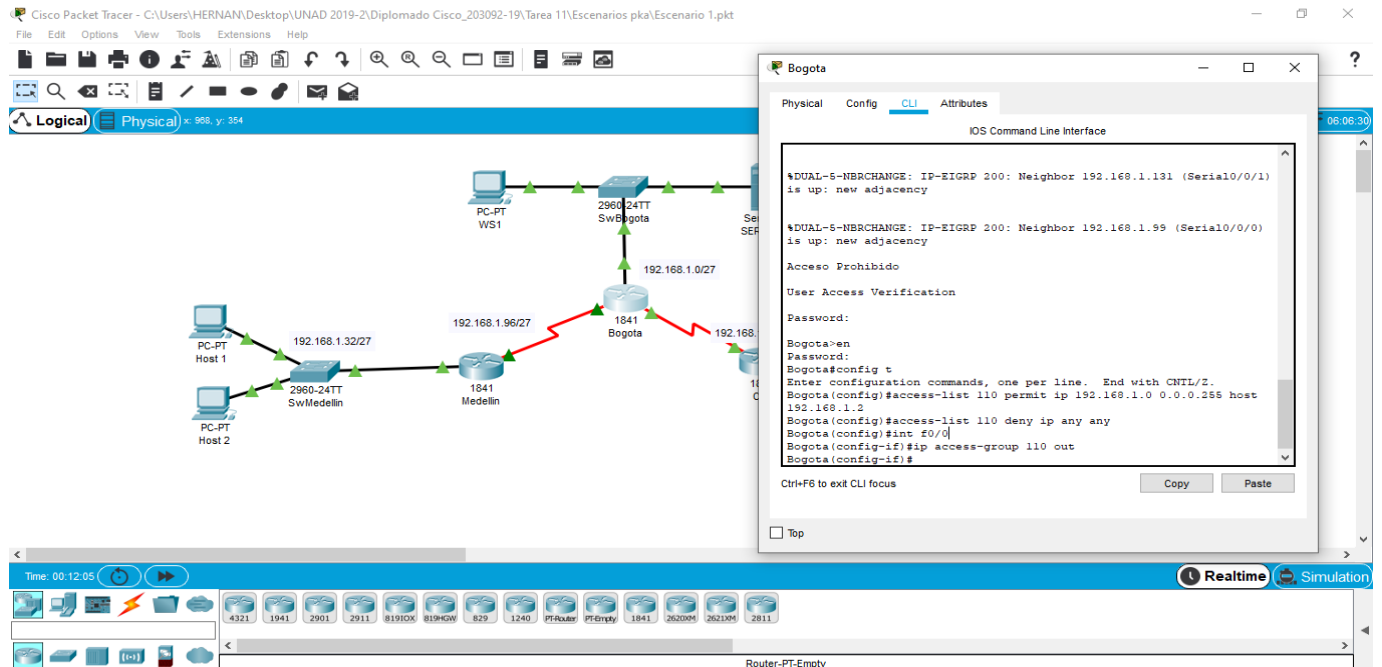 Cisco Packet Tracer - C:\Users\HERNAN\Desktop\UNAD 2019-2\Diplomado Cisco_203092-19\Tarea 11\Escenarios pka\Escenario 1.pkt
File Edit Options View Tools Extensions Help
?
Logical Physical x: 968, y: 354
06:06:30
PC-PT
WS1
2960-24TT
SwBogota
Se
SER
192.168.1.0/27
1841
Bogota
192.168.1.96/27
192.168.
PC-PT
Host 1
192.168.1.32/27
2960-24TT
SwMedellin
1841
Medellin
PC-PT
Host 2
18
C
Bogota
Physical Config CLI Attributes
IOS Command Line Interface
%DUAL-5-NBRCHANGE: IP-EIGRP 200: Neighbor 192.168.1.131 (Serial0/0/1)
is up: new adjacency
%DUAL-5-NBRCHANGE: IP-EIGRP 200: Neighbor 192.168.1.99 (Serial0/0/0)
is up: new adjacency
Acceso Prohibido
User Access Verification
Password:
Bogota>en
Password:
Bogota#config t
Enter configuration commands, one per line. End with CNTL/Z.
Bogota(config)#access-list 110 permit ip 192.168.1.0 0.0.0.255 host
192.168.1.2
Bogota(config)#access-list 110 deny ip any any
Bogota(config)#int f0/0
Bogota(config-if)#ip access-group 110 out
Bogota(config-if)#
Ctrl+F6 to exit CLI focus
Copy Paste
Top
Time: 00:12:05
Realtime Simulation
4321 1941 2901 2911 819IOX 819HGW 829 1240 PT-Router PT-Empty 1841 2620XM 2621XM 2811
Router-PT-Empty